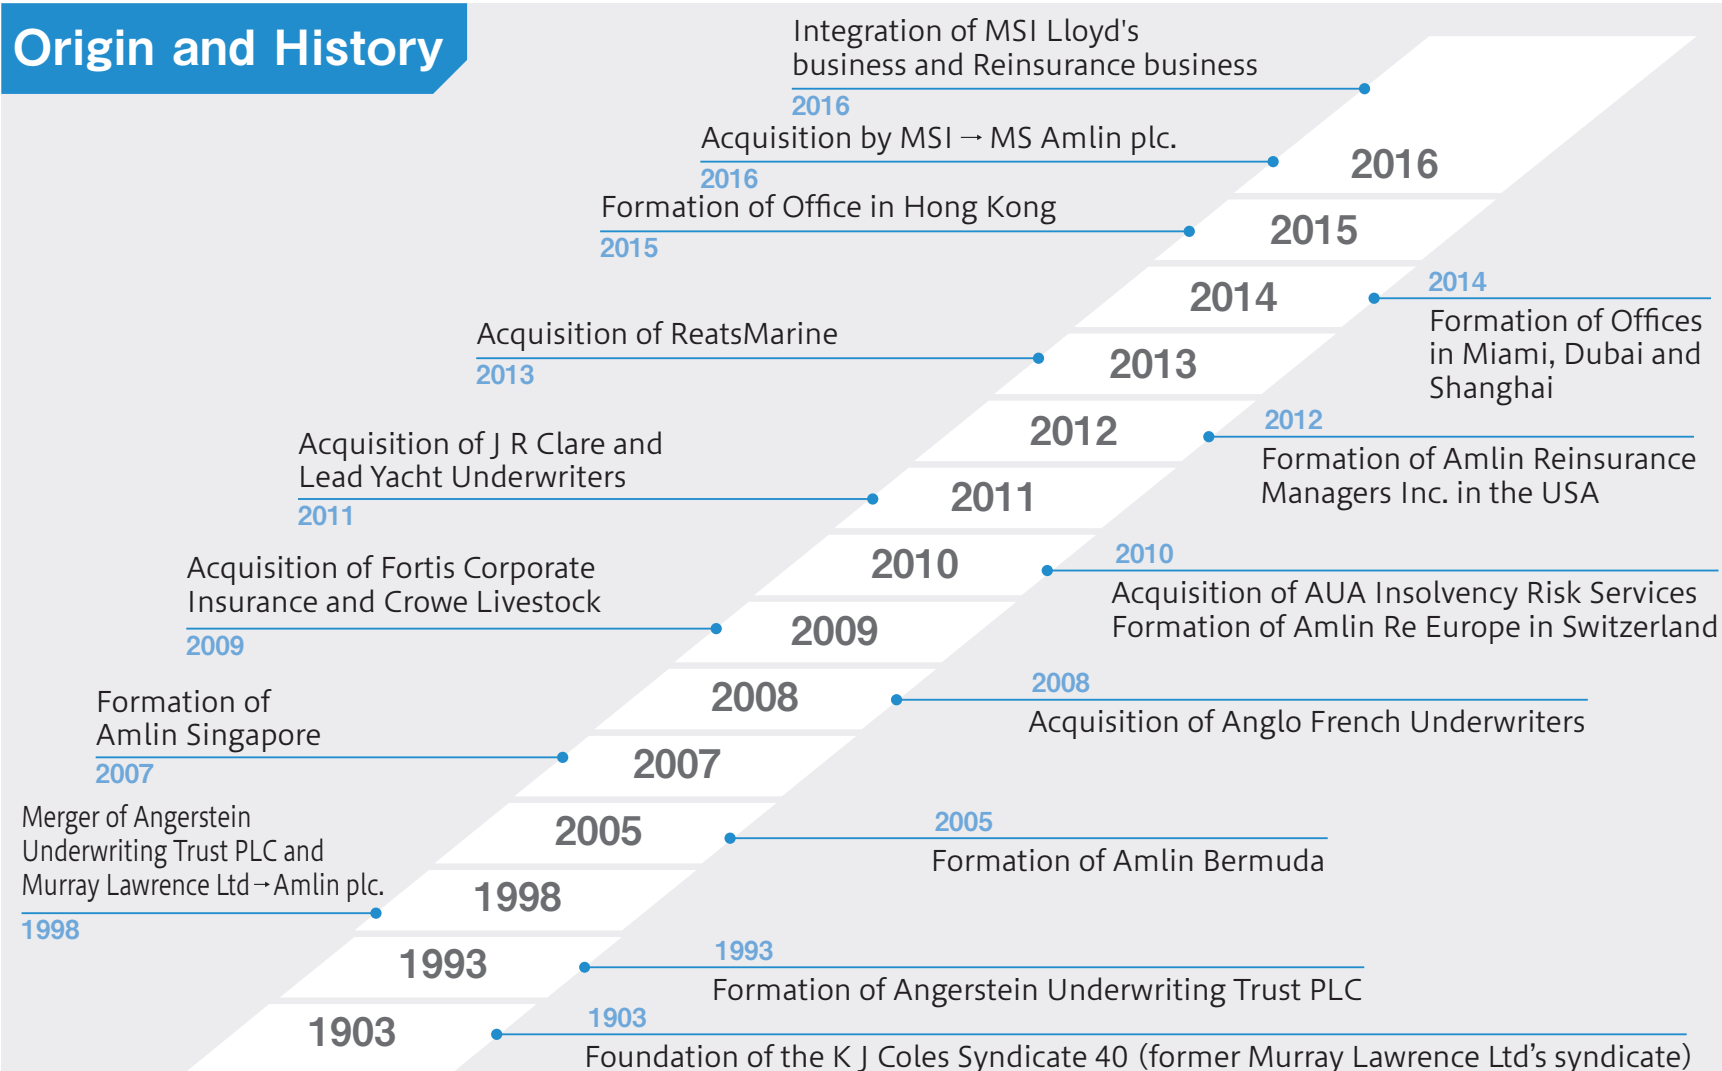 Origin and History
Integration of MSI Lloyd's
business and Reinsurance business
2016
Acquisition by MSI → MS Amlin plc.
2016
2016
Formation of Office in Hong Kong
2015
2015
2014
2014
Formation of Offices
in Miami, Dubai and
Shanghai
Acquisition of ReatsMarine
2013
2013
2012
2012
Formation of Amlin Reinsurance
Managers Inc. in the USA
Acquisition of J R Clare and
Lead Yacht Underwriters
2011
2011
2010
2010
Acquisition of AUA Insolvency Risk Services
Formation of Amlin Re Europe in Switzerland
Acquisition of Fortis Corporate
Insurance and Crowe Livestock
2009
2009
2008
2008
Acquisition of Anglo French Underwriters
Formation of
Amlin Singapore
2007
2007
2005
2005
Formation of Amlin Bermuda
Merger of Angerstein
Underwriting Trust PLC and
Murray Lawrence Ltd→Amlin plc.
1998
1998
1993
1993
Formation of Angerstein Underwriting Trust PLC
1903
1903
Foundation of the K J Coles Syndicate 40 (former Murray Lawrence Ltd’s syndicate)